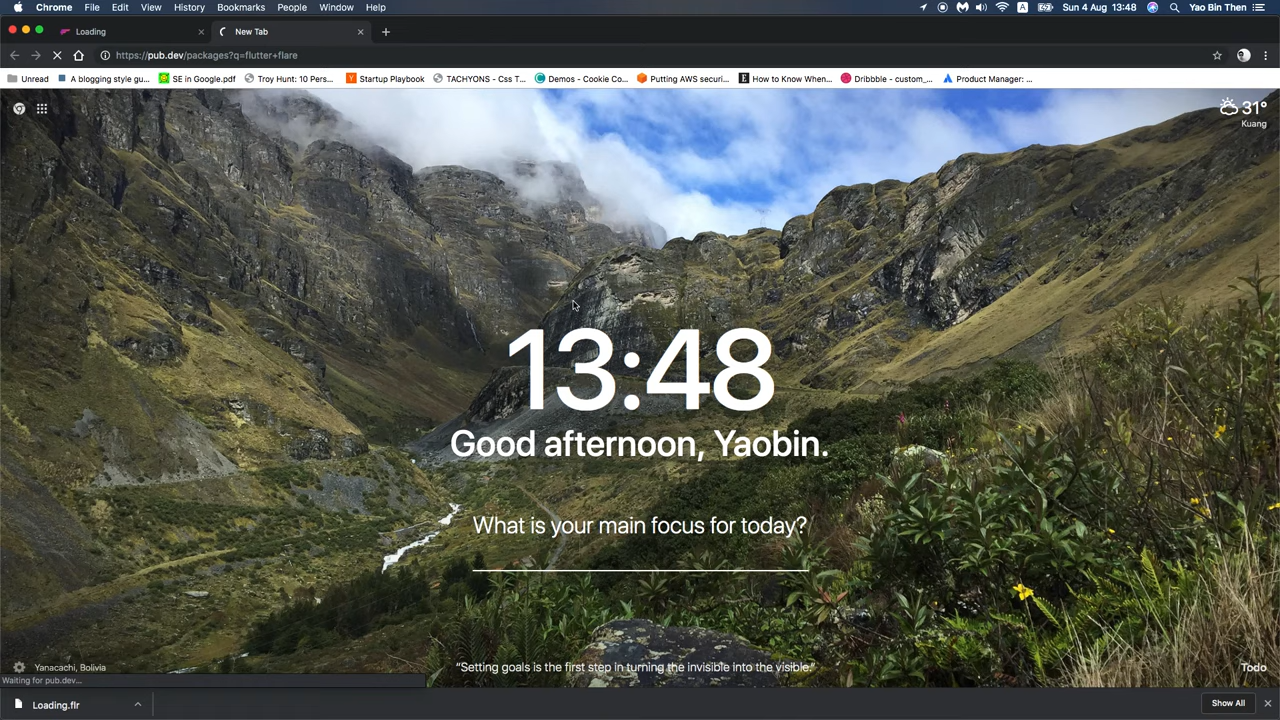 Chrome File Edit View History Bookmarks People Window Help A Sun 4 Aug 13:48 Yao Bin Then
Loading New Tab
https://pub.dev/packages?q=flutter+flare
Unread A blogging style gu... SE in Google.pdf Troy Hunt: 10 Pers... Startup Playbook TACHYONS - Css T... Demos - Cookie Co... Putting AWS securi... How to Know When... Dribbble - custom_... Product Manager: ...
31°
Kuang
13:48
Good afternoon, Yaobin.
What is your main focus for today?
Yanacachi, Bolivia
“Setting goals is the first step in turning the invisible into the visible.”
Todo
Waiting for pub.dev...
Loading.flr
Show All